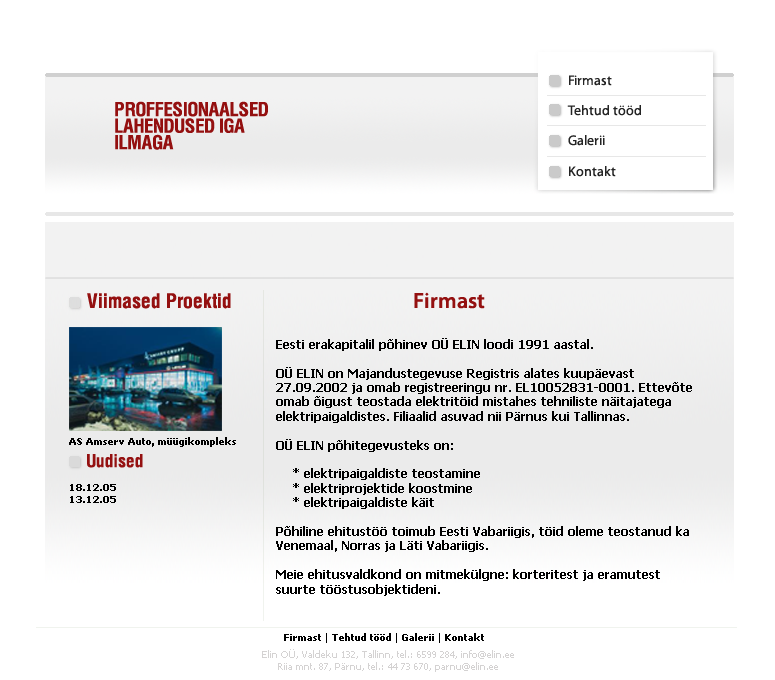 PROFFESIONAALSED
LAHENDUSED IGA
ILMAGA
Firmast
Tehtud tööd
Galerii
Kontakt
Viimased Proektid
AS Amserv Auto, müügikompleks
Uudised
18.12.05
13.12.05
Firmast
Eesti erakapitalil põhinev OÜ ELIN loodi 1991 aastal.
OÜ ELIN on Majandustegevuse Registris alates kuupäevast
27.09.2002 ja omab registreeringu nr. EL10052831-0001. Ettevõte
omab õigust teostada elektritöid mistahes tehniliste näitajatega
elektripaigaldistes. Filiaalid asuvad nii Pärnus kui Tallinnas.
OÜ ELIN põhitegevusteks on:
* elektripaigaldiste teostamine
* elektriprojektide koostmine
* elektripaigaldiste käit
Põhiline ehitustöö toimub Eesti Vabariigis, töid oleme teostanud ka
Venemaal, Norras ja Läti Vabariigis.
Meie ehitusvaldkond on mitmekülgne: korteritest ja eramutest
suurte tööstusobjektideni.
Firmast | Tehtud tööd | Galerii | Kontakt
Elin OÜ, Valdeku 132, Tallinn, tel.: 6599 284, info@elin.ee
Riia mnt. 87, Pärnu, tel.: 44 73 670, parnu@elin.ee